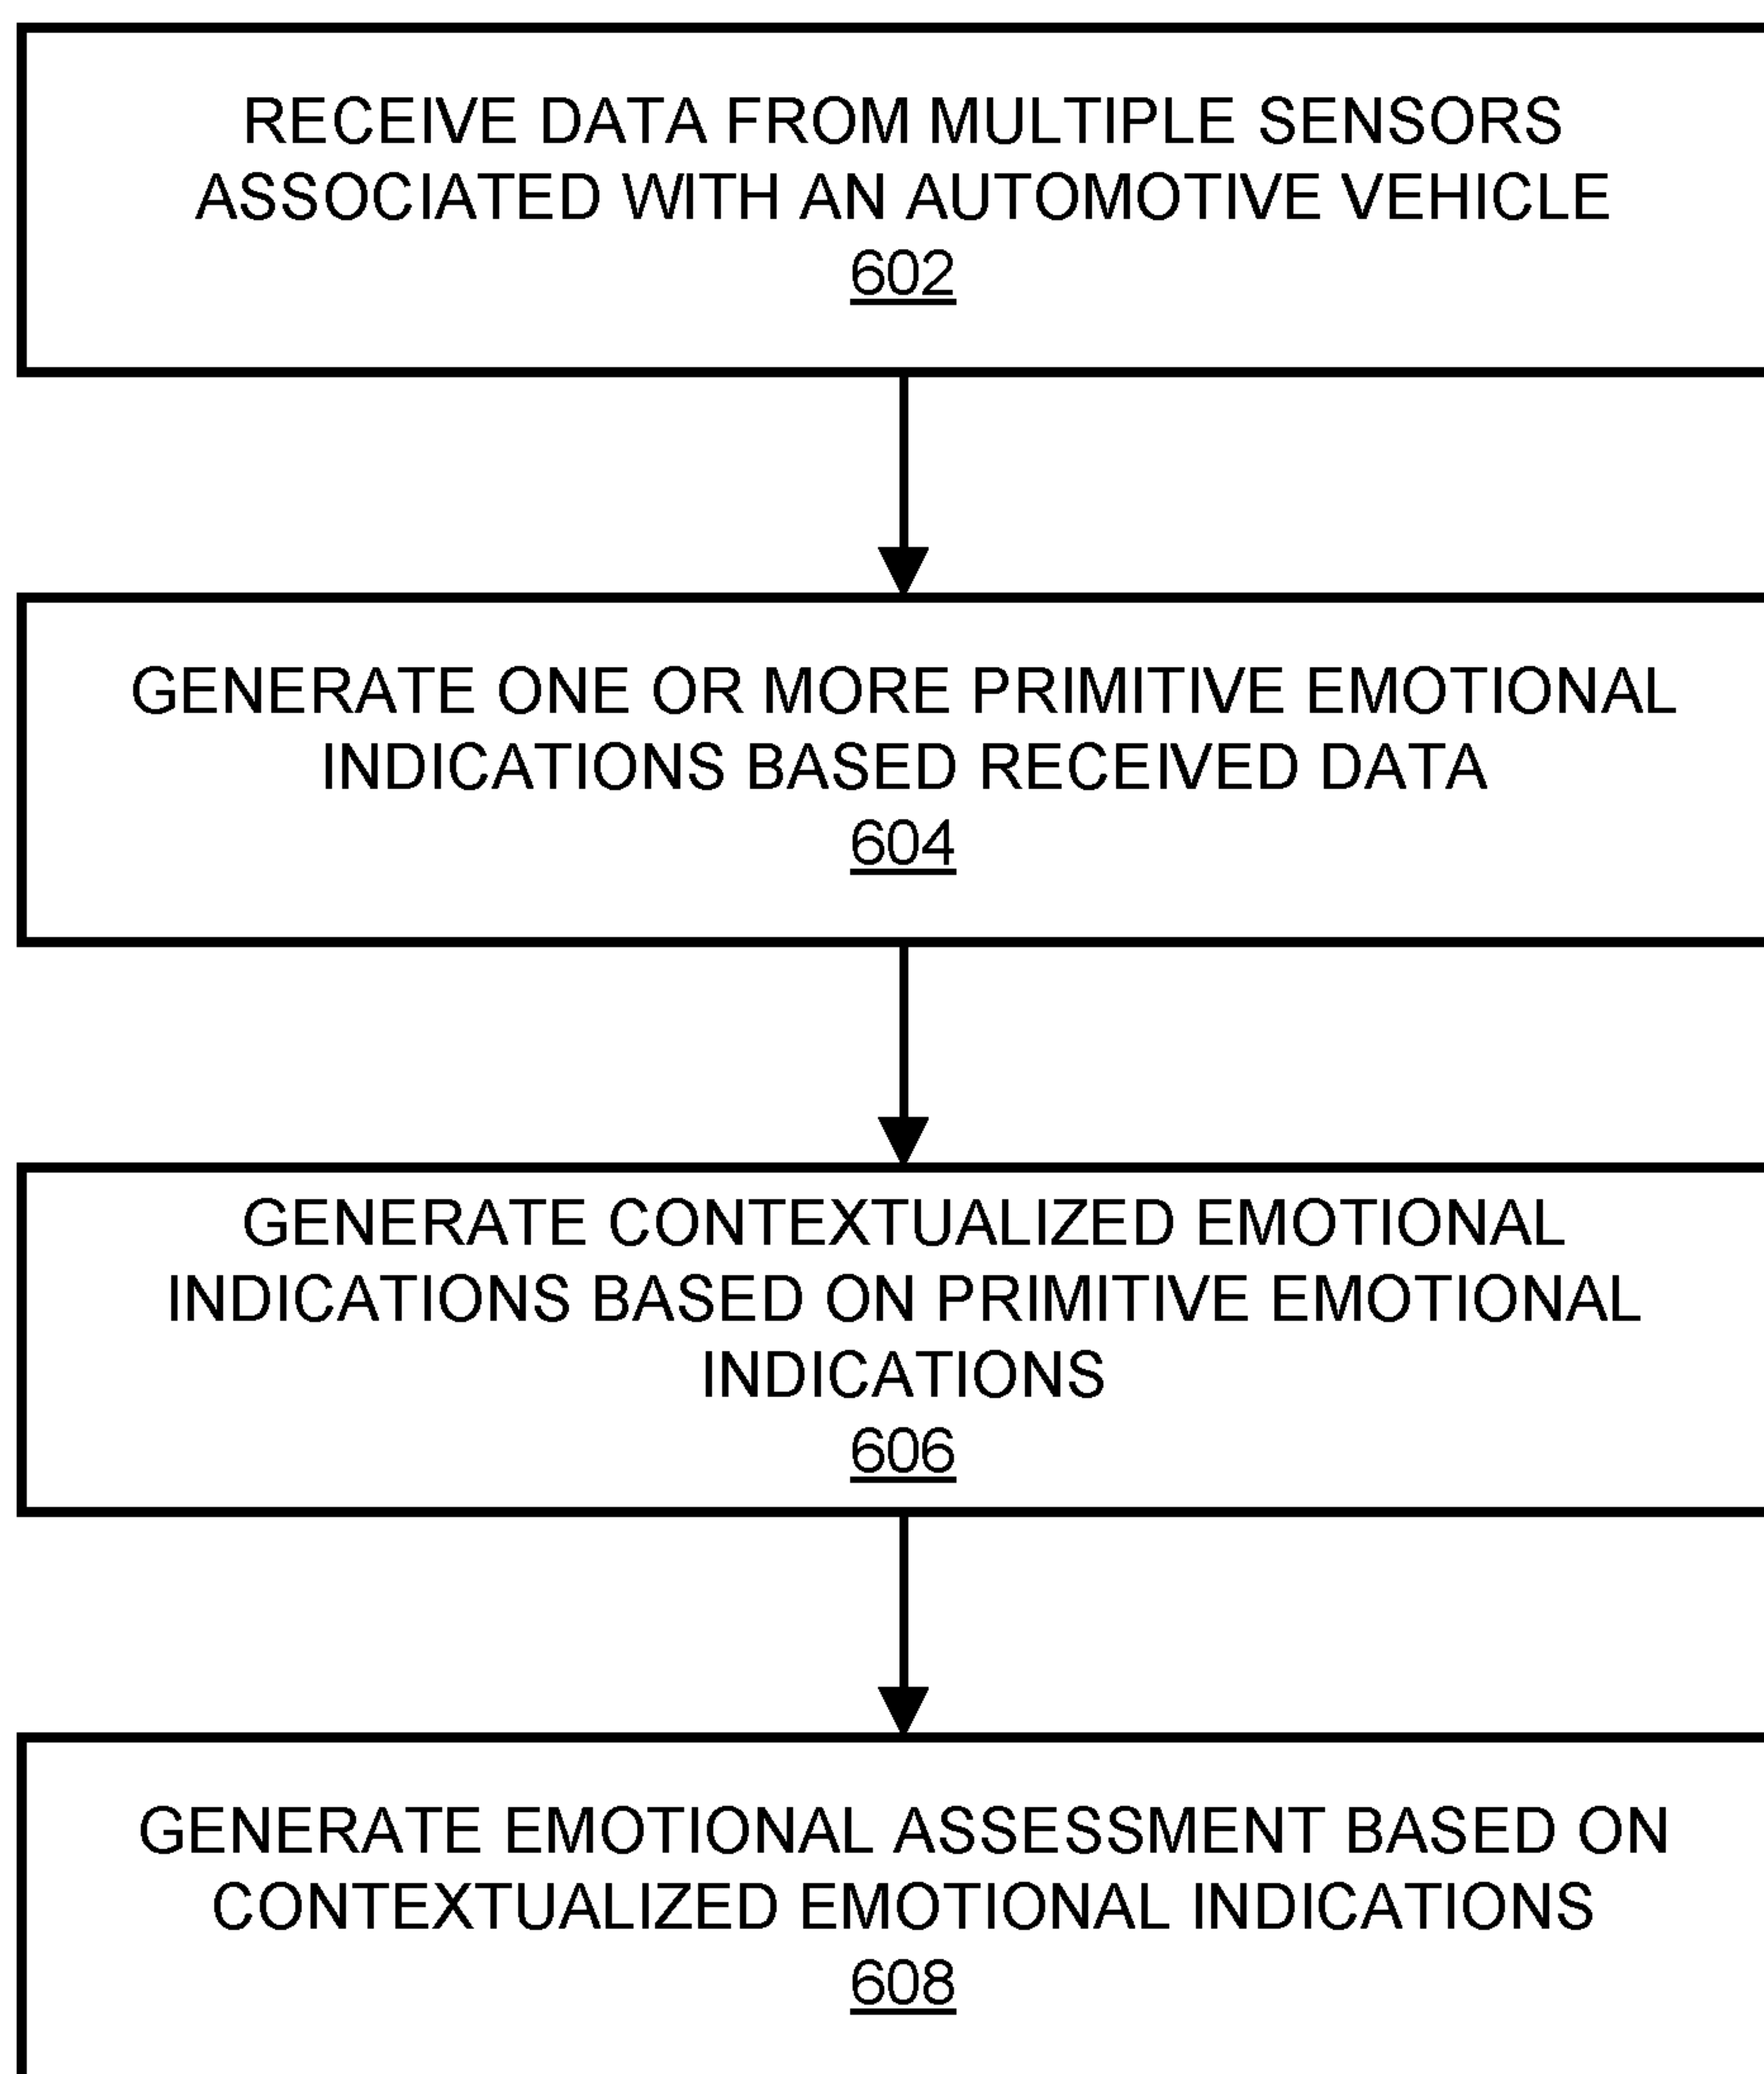 RECEIVE DATA FROM MULTIPLE SENSORS
ASSOCIATED WITH AN AUTOMOTIVE VEHICLE
602
GENERATE ONE OR MORE PRIMITIVE EMOTIONAL
INDICATIONS BASED RECEIVED DATA
604
GENERATE CONTEXTUALIZED EMOTIONAL
INDICATIONS BASED ON PRIMITIVE EMOTIONAL
INDICATIONS
606
GENERATE EMOTIONAL ASSESSMENT BASED ON
CONTEXTUALIZED EMOTIONAL INDICATIONS
608